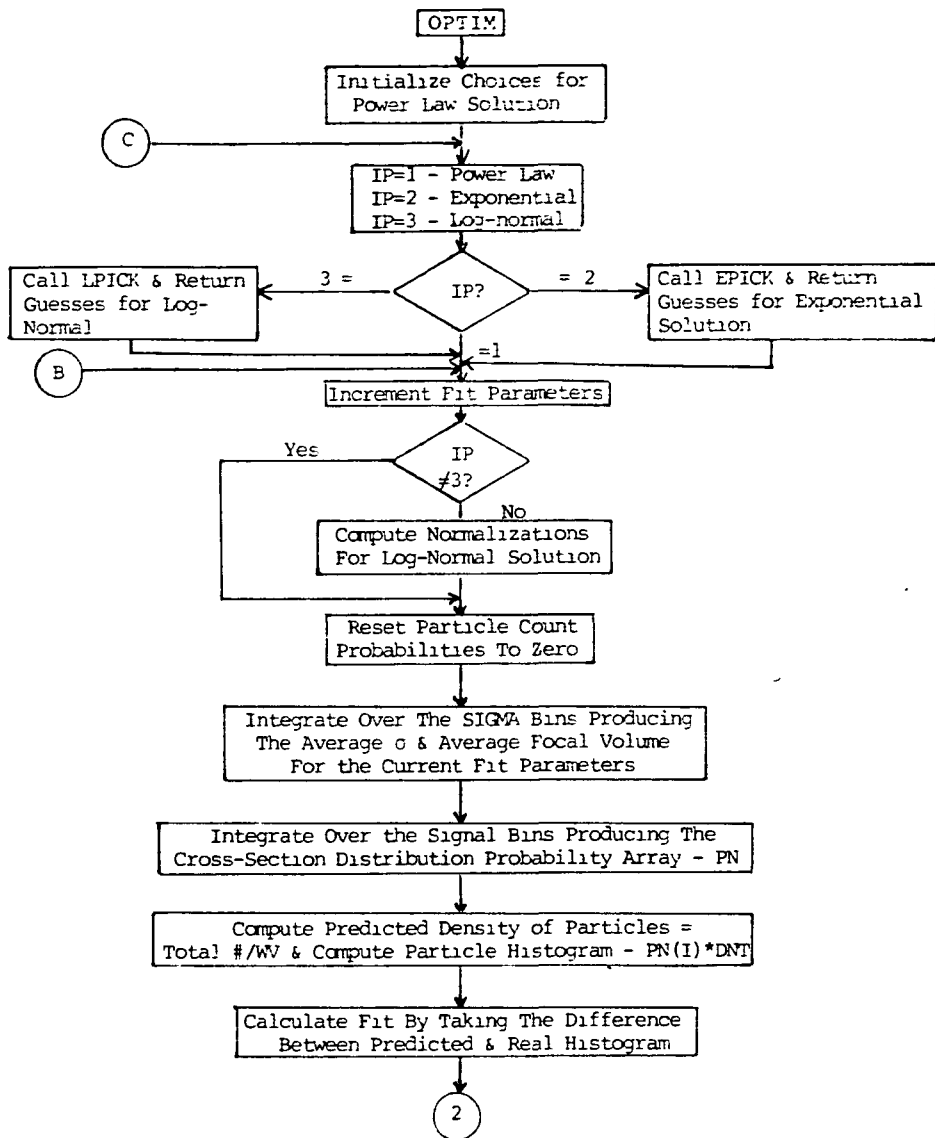 OPTIM
Initialize Choices for
Power Law Solution
C
IP=1 - Power Law
IP=2 - Exponential
IP=3 - Log-normal
Call LPICK & Return
Guesses for Log-
Normal
3 =
IP?
= 2
Call EPICK & Return
Guesses for Exponential
Solution
=1
B
Increment Fit Parameters
Yes
IP
≠3?
No
Compute Normalizations
For Log-Normal Solution
Reset Particle Count
Probabilities To Zero
Integrate Over The SIGMA Bins Producing
The Average σ & Average Focal Volume
For the Current Fit Parameters
Integrate Over the Signal Bins Producing The
Cross-Section Distribution Probability Array - PN
Compute Predicted Density of Particles =
Total #/WV & Compute Particle Histogram - PN(I)*DNT
Calculate Fit By Taking The Difference
Between Predicted & Real Histogram
2